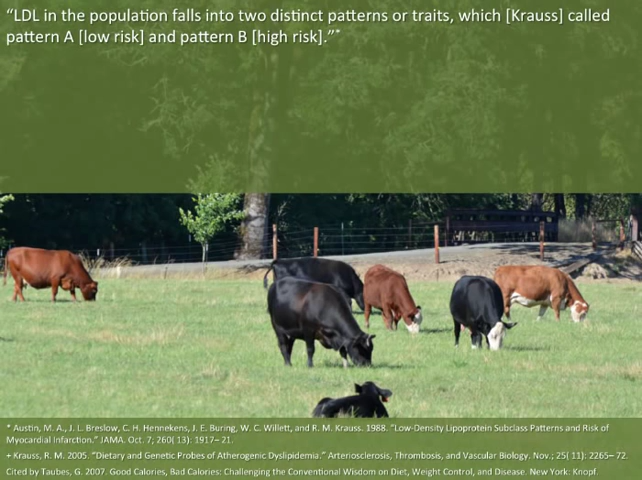 “LDL in the population falls into two distinct patterns or traits, which [Krauss] called
pattern A [low risk] and pattern B [high risk].”*
* Austin, M. A., J. L. Breslow, C. H. Hennekens, J. E. Buring, W. C. Willett, and R. M. Krauss. 1988. “Low-Density Lipoprotein Subclass Patterns and Risk of
Myocardial Infarction.” JAMA. Oct. 7; 260( 13): 1917– 21.
+ Krauss, R. M. 2005. “Dietary and Genetic Probes of Atherogenic Dyslipidemia.” Arteriosclerosis, Thrombosis, and Vascular Biology. Nov.; 25( 11): 2265– 72.
Cited by Taubes, G. 2007. Good Calories, Bad Calories: Challenging the Conventional Wisdom on Diet, Weight Control, and Disease. New York: Knopf.